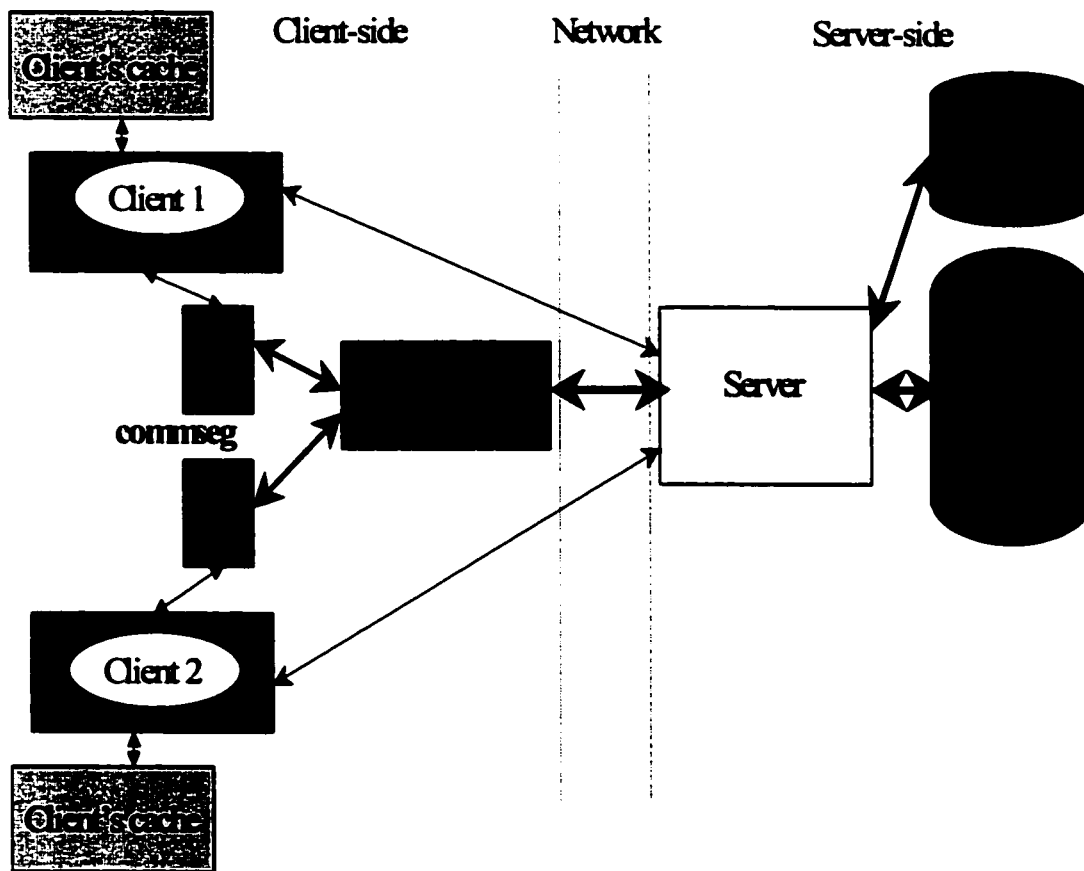 Client-side Network Server-side
Client's cache
Client 1
commseg
Server
Client 2
Client's cache